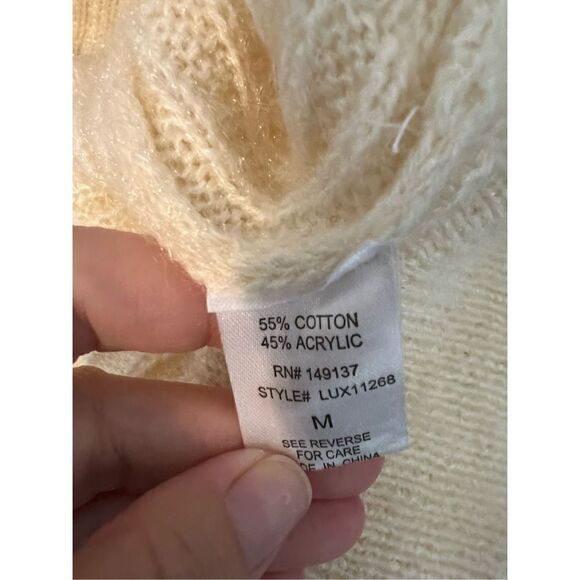 55% COTTON
45% ACRYLIC
RN# 149137
STYLE# LUX11268
M
SEE REVERSE
FOR CARE
IN CHINA